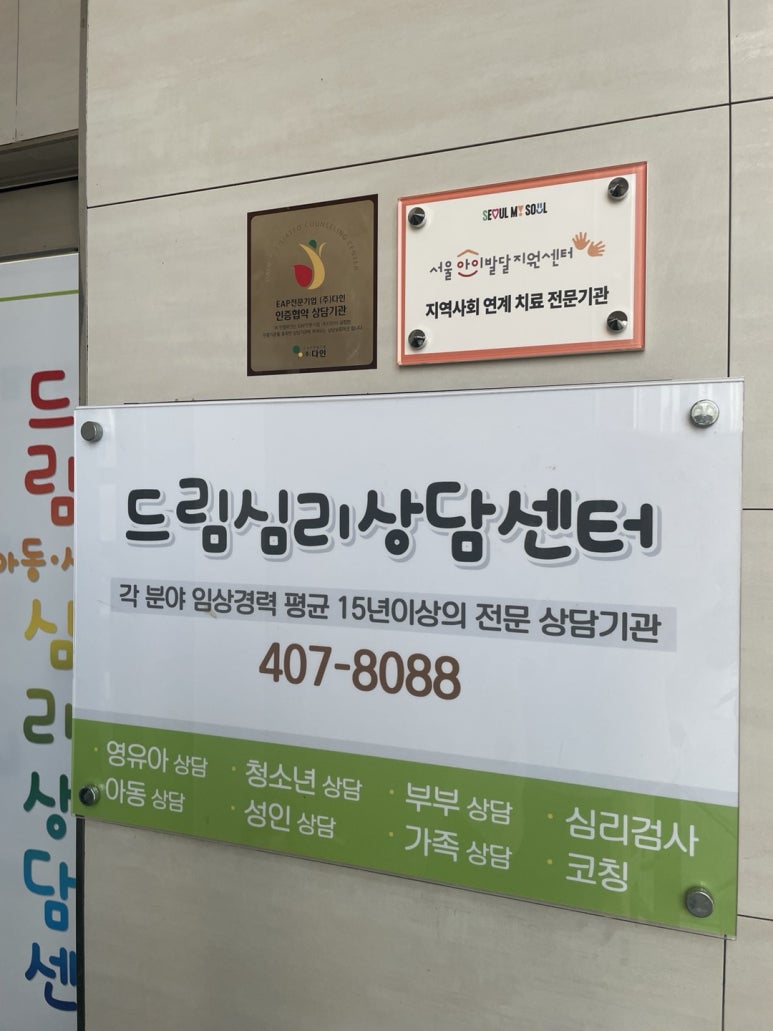 SEOUL MY SOUL
서울아이발달지원센터
지역사회 연계 치료 전문기관
COUNSELING CENTER
EAP전문기업 (주)다인
인증협약 상담기관
다인
드림심리상담센터
각 분야 임상경력 평균 15년이상의 전문 상담기관
407-8088
· 영유아 상담 · 청소년 상담 · 부부 상담 · 심리검사
· 아동 상담 · 성인 상담 · 가족 상담 · 코칭
드
림
아동·
심
리
상
담
센